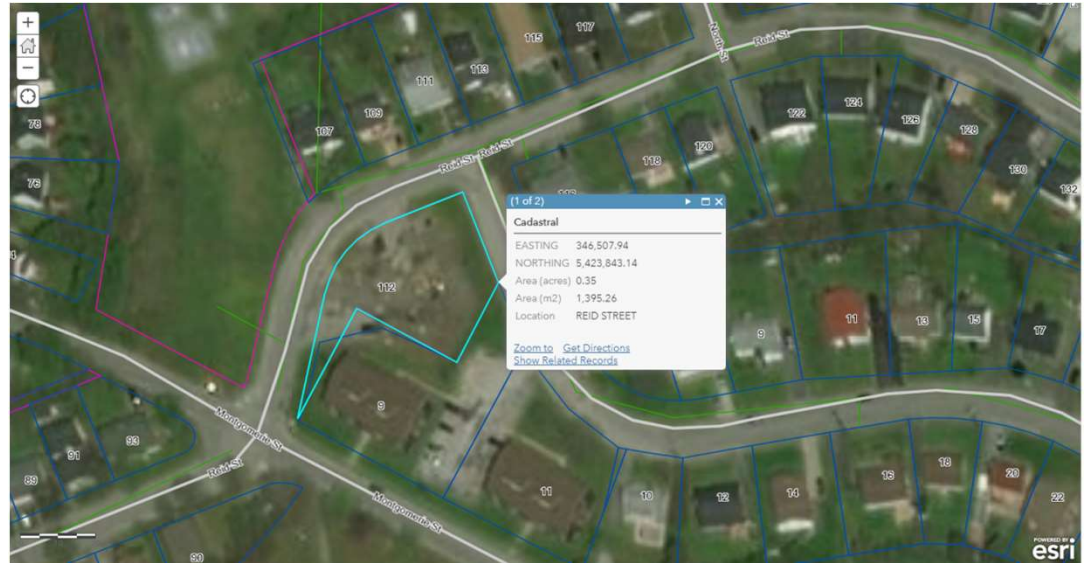 117
115
113
111
109
107
78
76
North St
Reid St
122
124
126
128
130
132
120
118
Reid St
Reid St
(1 of 2)
Cadastral
EASTING 346,507.94
NORTHING 5,423,843.14
Area (acres) 0.35
Area (m2) 1,395.26
Location REID STREET
Zoom to Get Directions
Show Related Records
112
9
11
13
15
17
9
11
Montgomerie St
Reid St
Montgomerie St
93
91
89
90
10
12
14
16
18
20
22
POWERED BY
esri